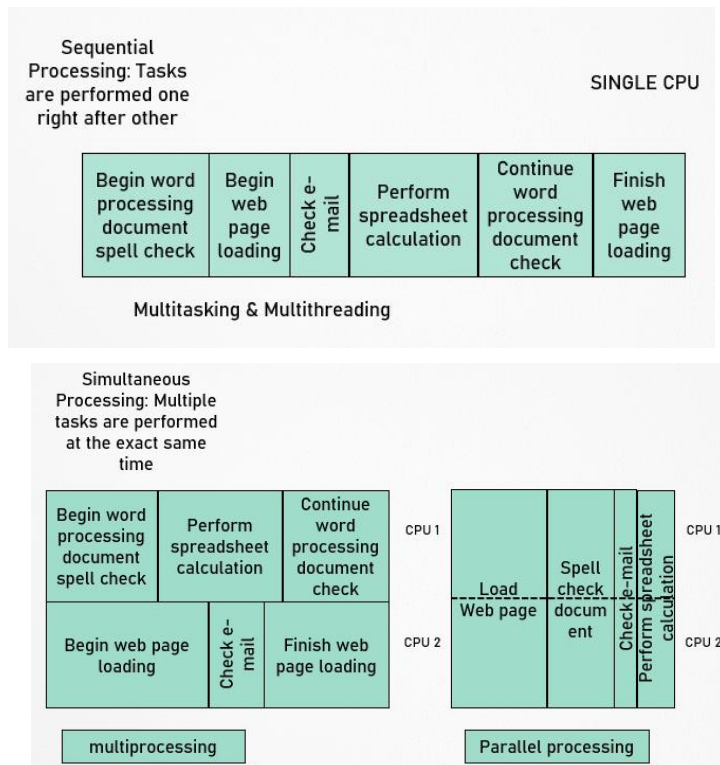 Sequential
Processing: Tasks
are performed one
right after other
SINGLE CPU
Begin word
processing
document
spell check
Begin
web
page
loading
Check e-
mail
Perform
spreadsheet
calculation
Continue
word
processing
document
check
Finish
web
page
loading
Multitasking & Multithreading
Simultaneous
Processing: Multiple
tasks are performed
at the exact same
time
Begin word
processing
document
spell check
Perform
spreadsheet
calculation
Continue
word
processing
document
check
CPU 1
Begin web page
loading
Check e-
mail
Finish web
page loading
CPU 2
multiprocessing
Load
Web page
Spell
check
docum
ent
Check e-mail
Perform spreadsheet
calculation
CPU 1
CPU 2
Parallel processing